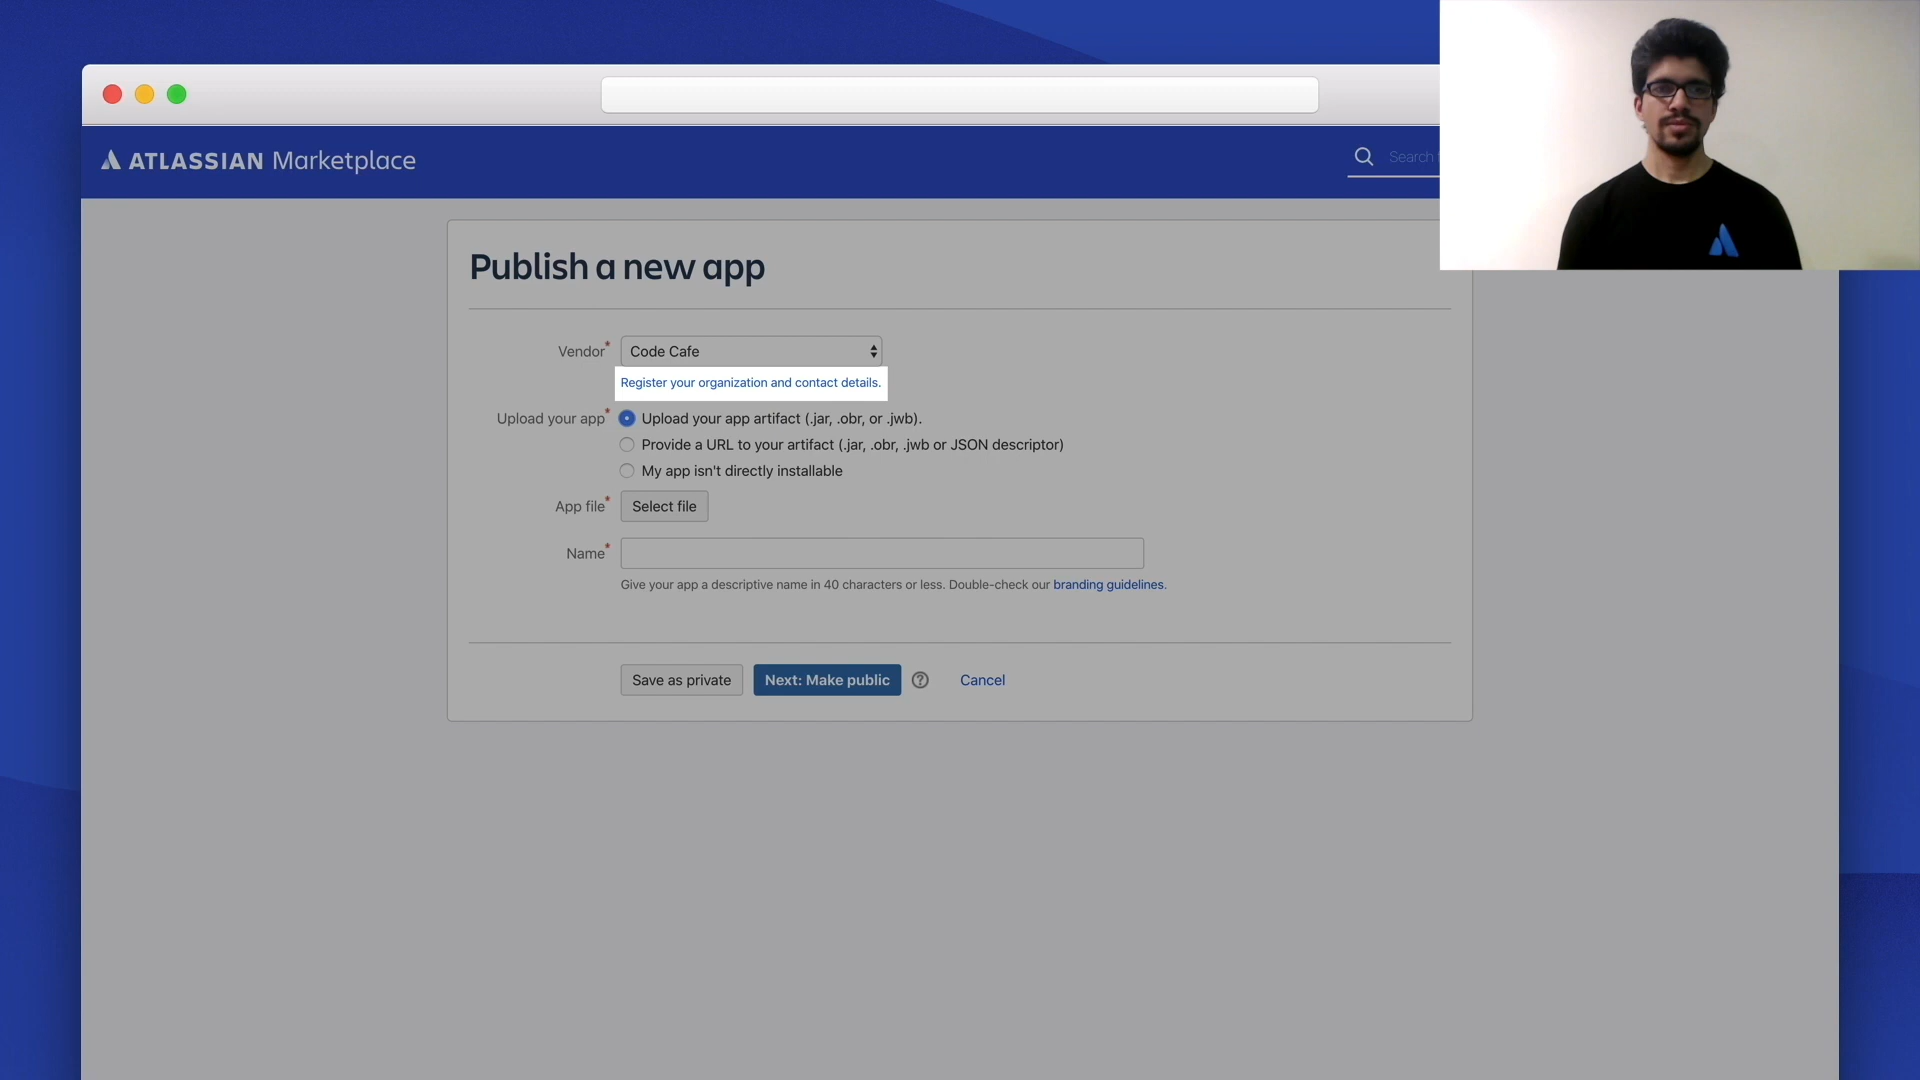 ATLASSIAN Marketplace
Search
Publish a new app
Vendor*
Code Cafe
Register your organization and contact details.
Upload your app*
Upload your app artifact (.jar, .obr, or .jwb).
Provide a URL to your artifact (.jar, .obr, .jwb or JSON descriptor)
My app isn't directly installable
App file*
Select file
Name*
Give your app a descriptive name in 40 characters or less. Double-check our branding guidelines.
Save as private
Next: Make public
?
Cancel